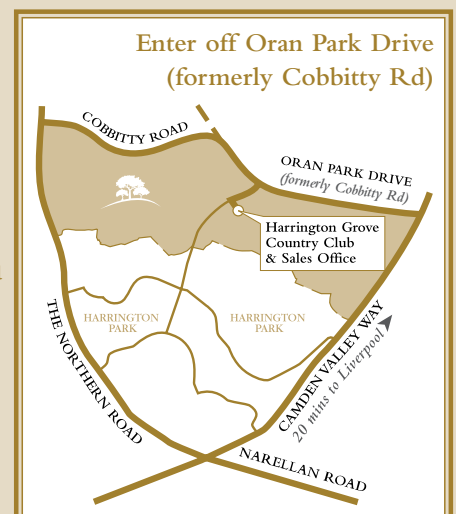 Enter off Oran Park Drive
(formerly Cobbitty Rd)
COBBITTY ROAD
ORAN PARK DRIVE
(formerly Cobbitty Rd)
Harrington Grove
Country Club
& Sales Office
HARRINGTON
PARK
HARRINGTON
PARK
THE NORTHERN ROAD
CAMDEN VALLEY WAY
20 mins to Liverpool
NARELLAN ROAD